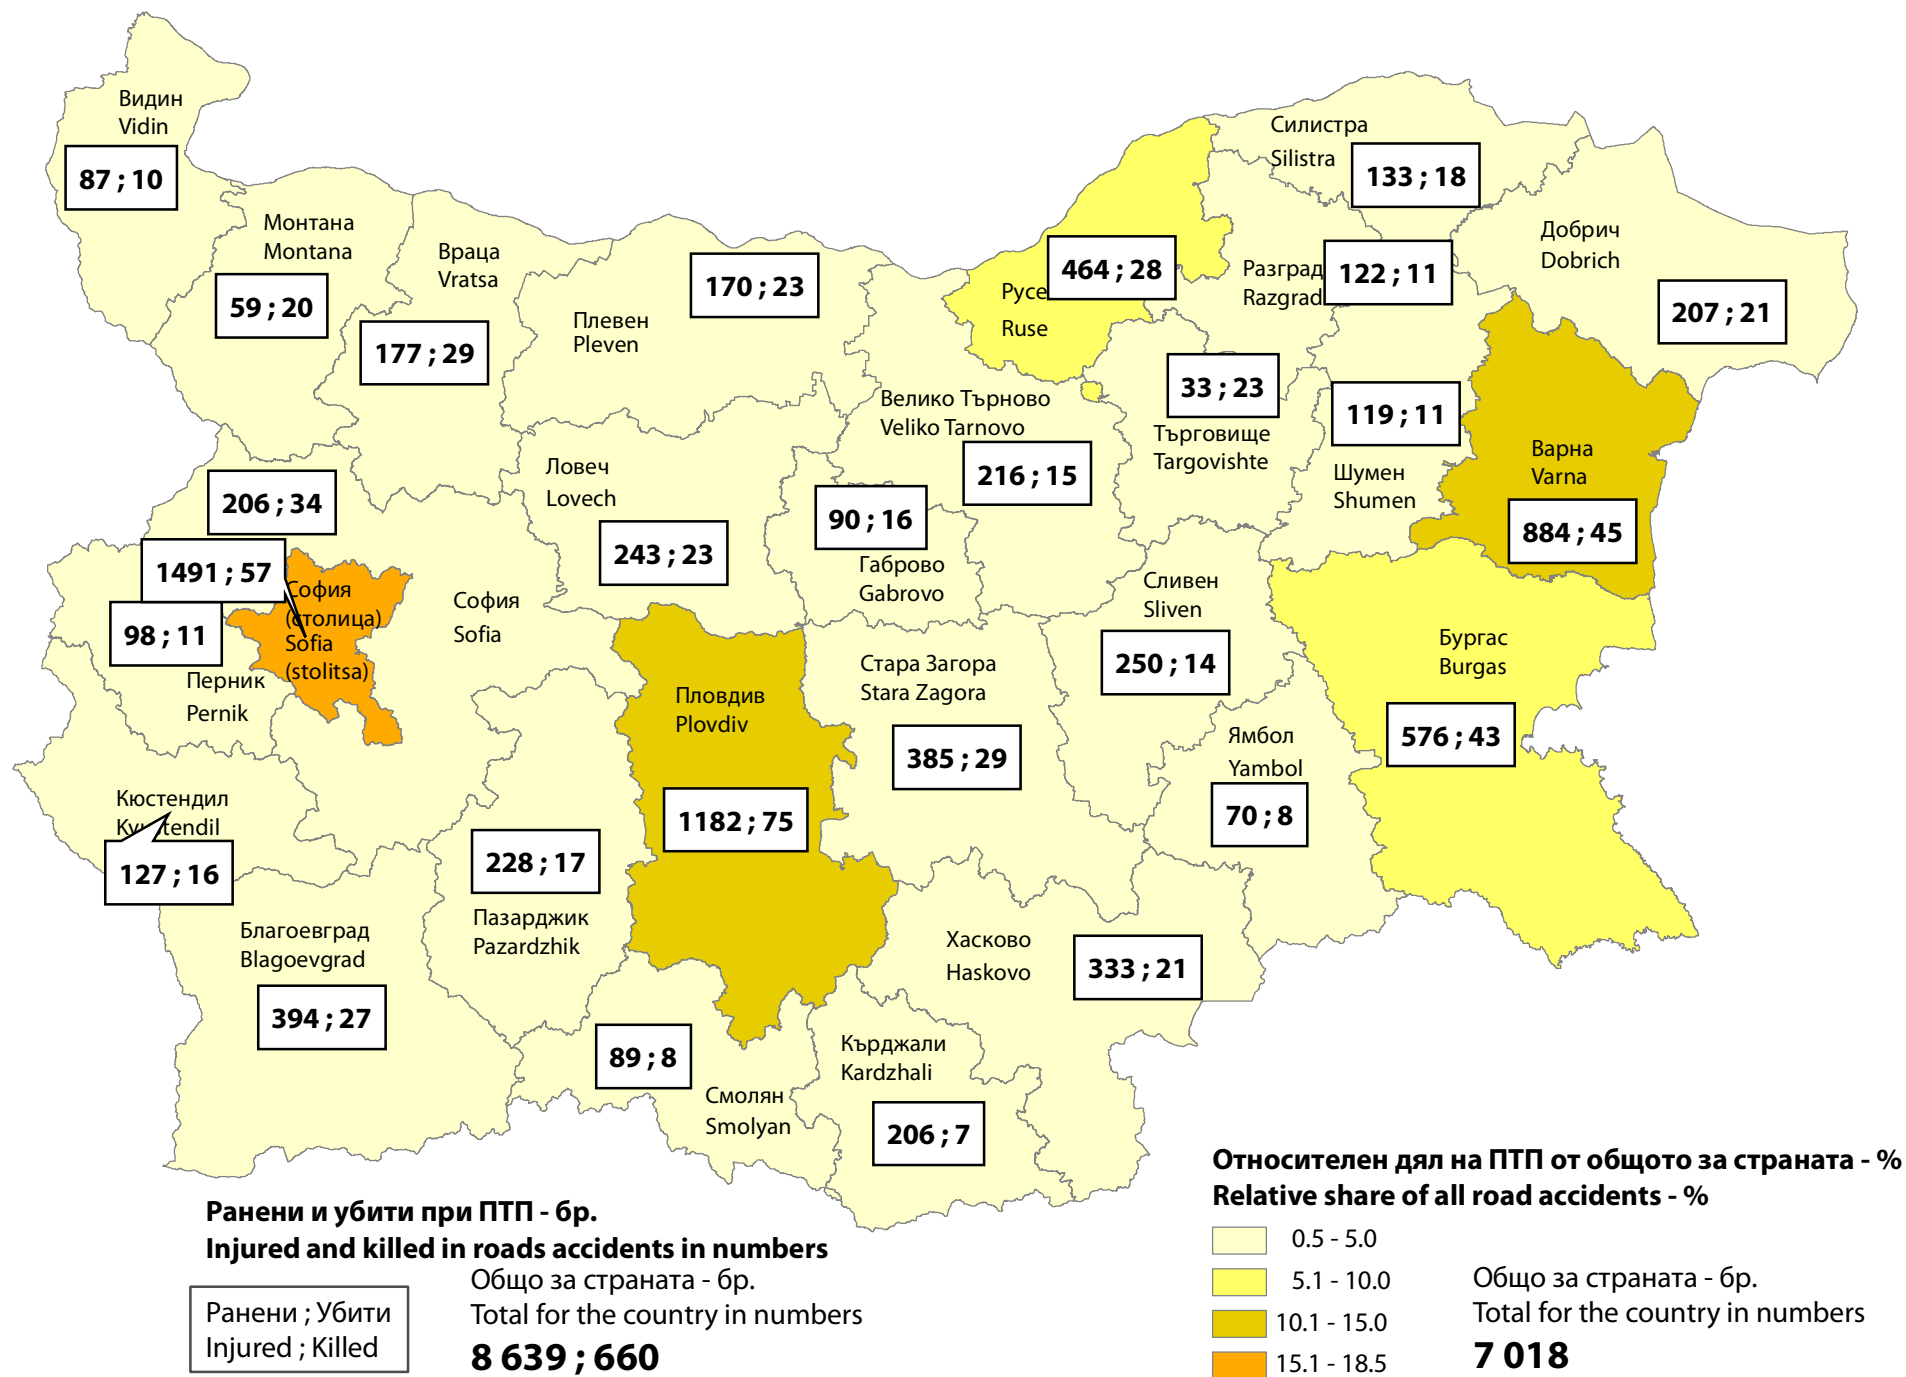 Видин
Vidin
87 ; 10
Монтана
Montana
59 ; 20
Враца
Vratsa
177 ; 29
Плевен
Pleven
170 ; 23
Русе
Ruse
464 ; 28
Силистра
Silistra
133 ; 18
Разград
Razgrad
122 ; 11
Добрич
Dobrich
207 ; 21
Велико Търново
Veliko Tarnovo
216 ; 15
33 ; 23
Търговище
Targovishte
119 ; 11
Шумен
Shumen
Варна
Varna
884 ; 45
Ловеч
Lovech
243 ; 23
90 ; 16
Габрово
Gabrovo
206 ; 34
1491 ; 57
98 ; 11
София
(столица)
Sofia
(stolitsa)
София
Sofia
Перник
Pernik
Сливен
Sliven
250 ; 14
Бургас
Burgas
576 ; 43
Пловдив
Plovdiv
1182 ; 75
Стара Загора
Stara Zagora
385 ; 29
Ямбол
Yambol
70 ; 8
Кюстендил
Kyustendil
127 ; 16
228 ; 17
Пазарджик
Pazardzhik
Благоевград
Blagoevgrad
394 ; 27
Хасково
Haskovo
333 ; 21
89 ; 8
Смолян
Smolyan
Кърджали
Kardzhali
206 ; 7
Ранени и убити при ПТП - бр.
Injured and killed in roads accidents in numbers
Ранени ; Убити
Injured ; Killed
Общо за страната - бр.
Total for the country in numbers
8 639 ; 660
Относителен дял на ПТП от общото за страната - %
Relative share of all road accidents - %
0.5 - 5.0
5.1 - 10.0
10.1 - 15.0
15.1 - 18.5
Общо за страната - бр.
Total for the country in numbers
7 018